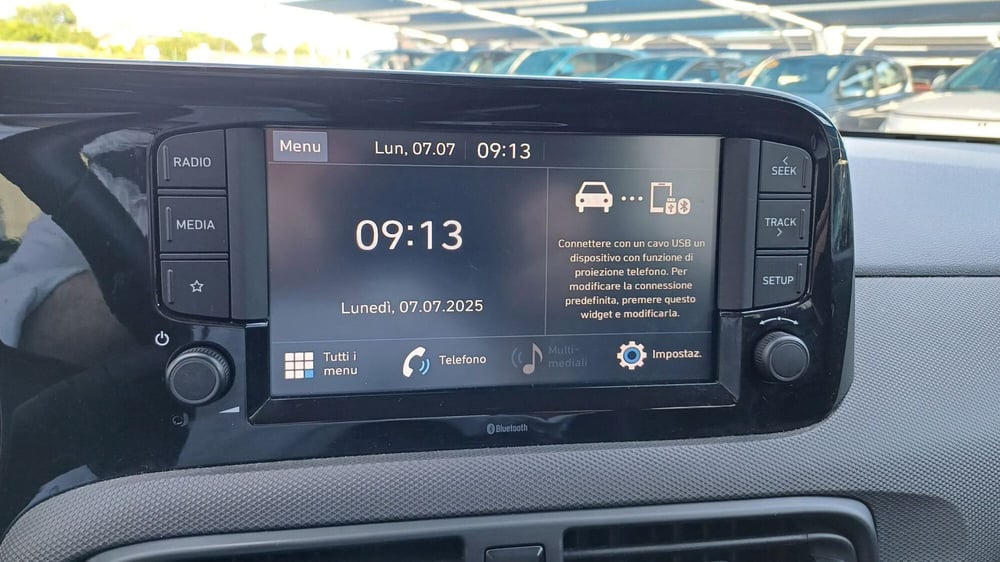 RADIO
MEDIA
Menu
Lun, 07.07
09:13
09:13
Lunedì, 07.07.2025
Connettere con un cavo USB un
dispositivo con funzione di
proiezione telefono. Per
modificare la connessione
predefinita, premere questo
widget e modificarla.
Tutti i
menu
Telefono
Multi-
mediali
Impostaz.
SEEK
TRACK
SETUP
Bluetooth